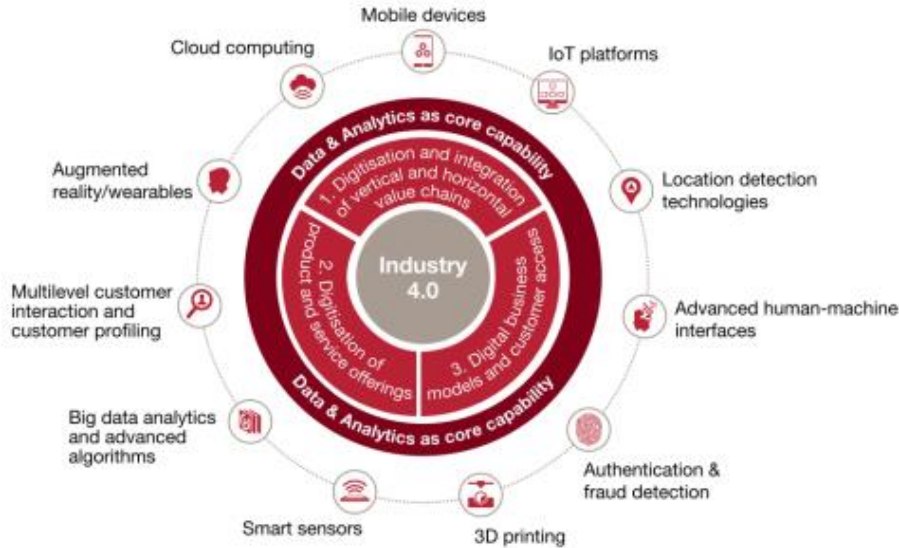 Mobile devices
Cloud computing
IoT platforms
Augmented
reality/wearables
Location detection
technologies
Multilevel customer
interaction and
customer profiling
Advanced human-machine
interfaces
Big data analytics
and advanced
algorithms
Authentication &
fraud detection
Smart sensors
3D printing
Data & Analytics as core capability
1. Digitisation and integration
of vertical and horizontal
value chains
2. Digitisation of
product and service offerings
3. Digital business
models and customer access
Industry
4.0
Data & Analytics as core capability